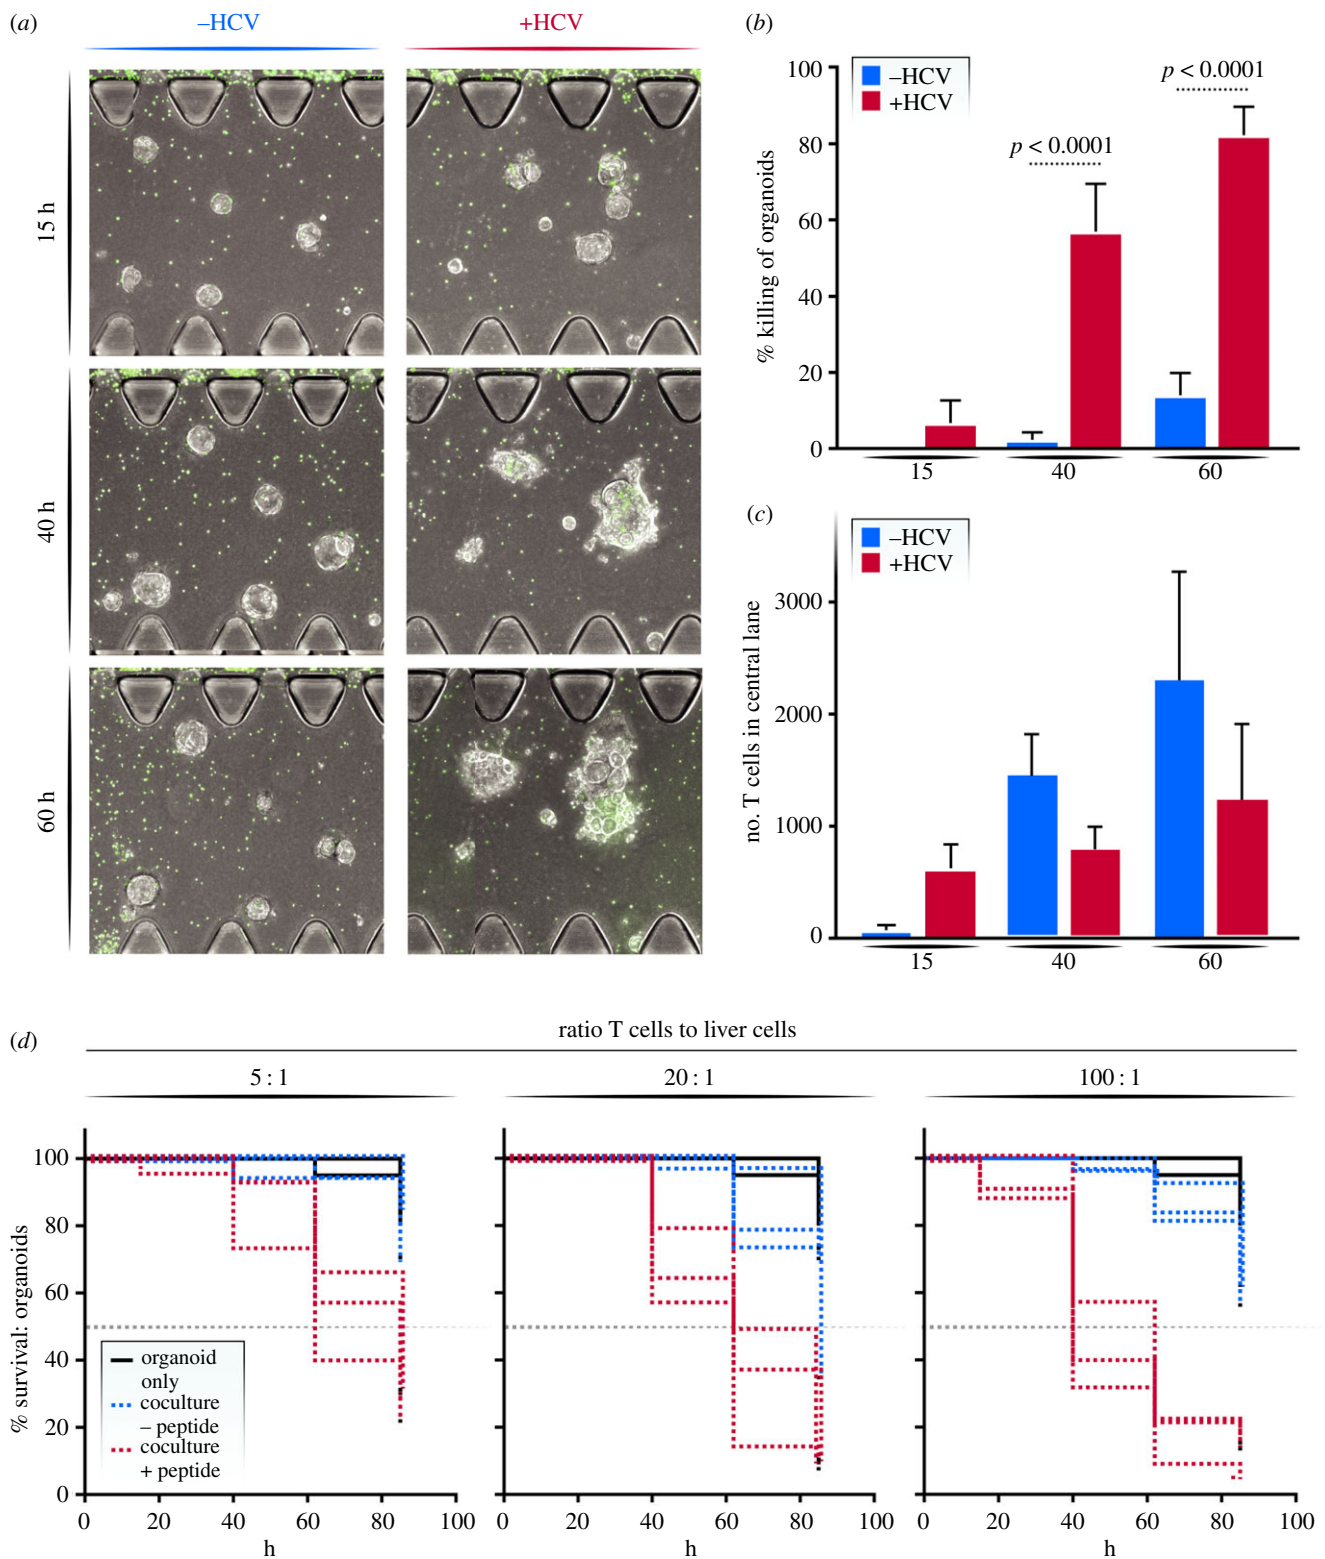 (a)
–HCV
+HCV
15 h
40 h
60 h
(b)
% killing of organoids
100
80
60
40
20
0
–HCV
+HCV
p < 0.0001
p < 0.0001
15
40
60
(c)
no. T cells in central lane
3000
2000
1000
0
–HCV
+HCV
15
40
60
(d)
ratio T cells to liver cells
5 : 1
20 : 1
100 : 1
% survival: organoids
100
80
60
40
20
0
organoid
only
coculture
– peptide
coculture
+ peptide
0 20 40 60 80 100
h
0 20 40 60 80 100
h
0 20 40 60 80 100
h